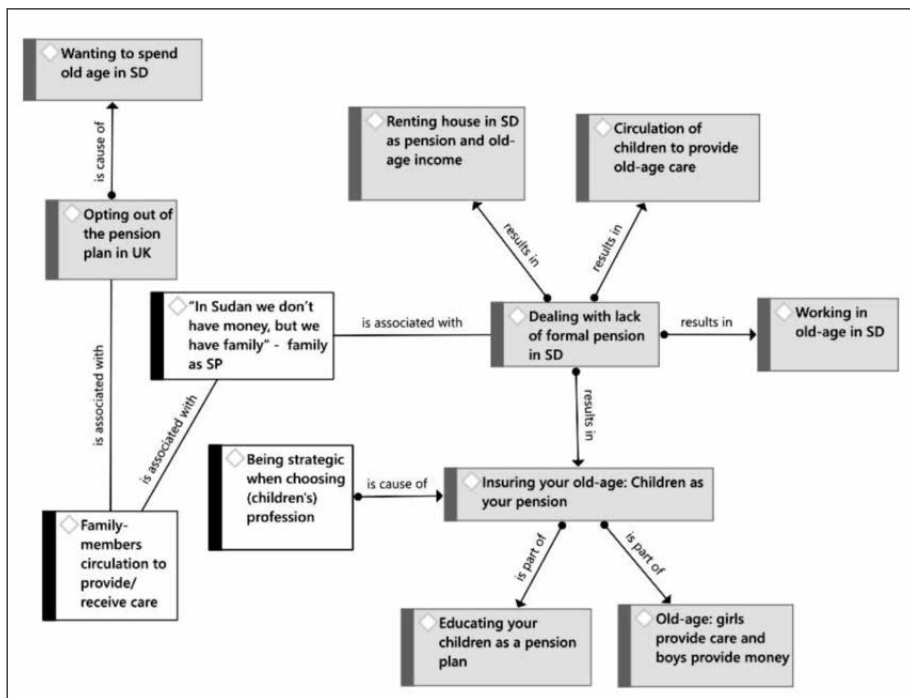 Wanting to spend
old age in SD
is cause of
Opting out of
the pension
plan in UK
is associated with
"In Sudan we don't
have money, but we
have family" - family
as SP
is associated with
is associated with
Family-
members
circulation to
provide/
receive care
Renting house in SD
as pension and old-
age income
Circulation of
children to provide
old-age care
results in
results in
Dealing with lack
of formal pension
in SD
results in
Working in
old-age in SD
results in
Being strategic
when choosing
(children's)
profession
is cause of
Insuring your old-age: Children as
your pension
is part of
is part of
Educating your
children as a pension
plan
Old-age: girls
provide care and
boys provide money